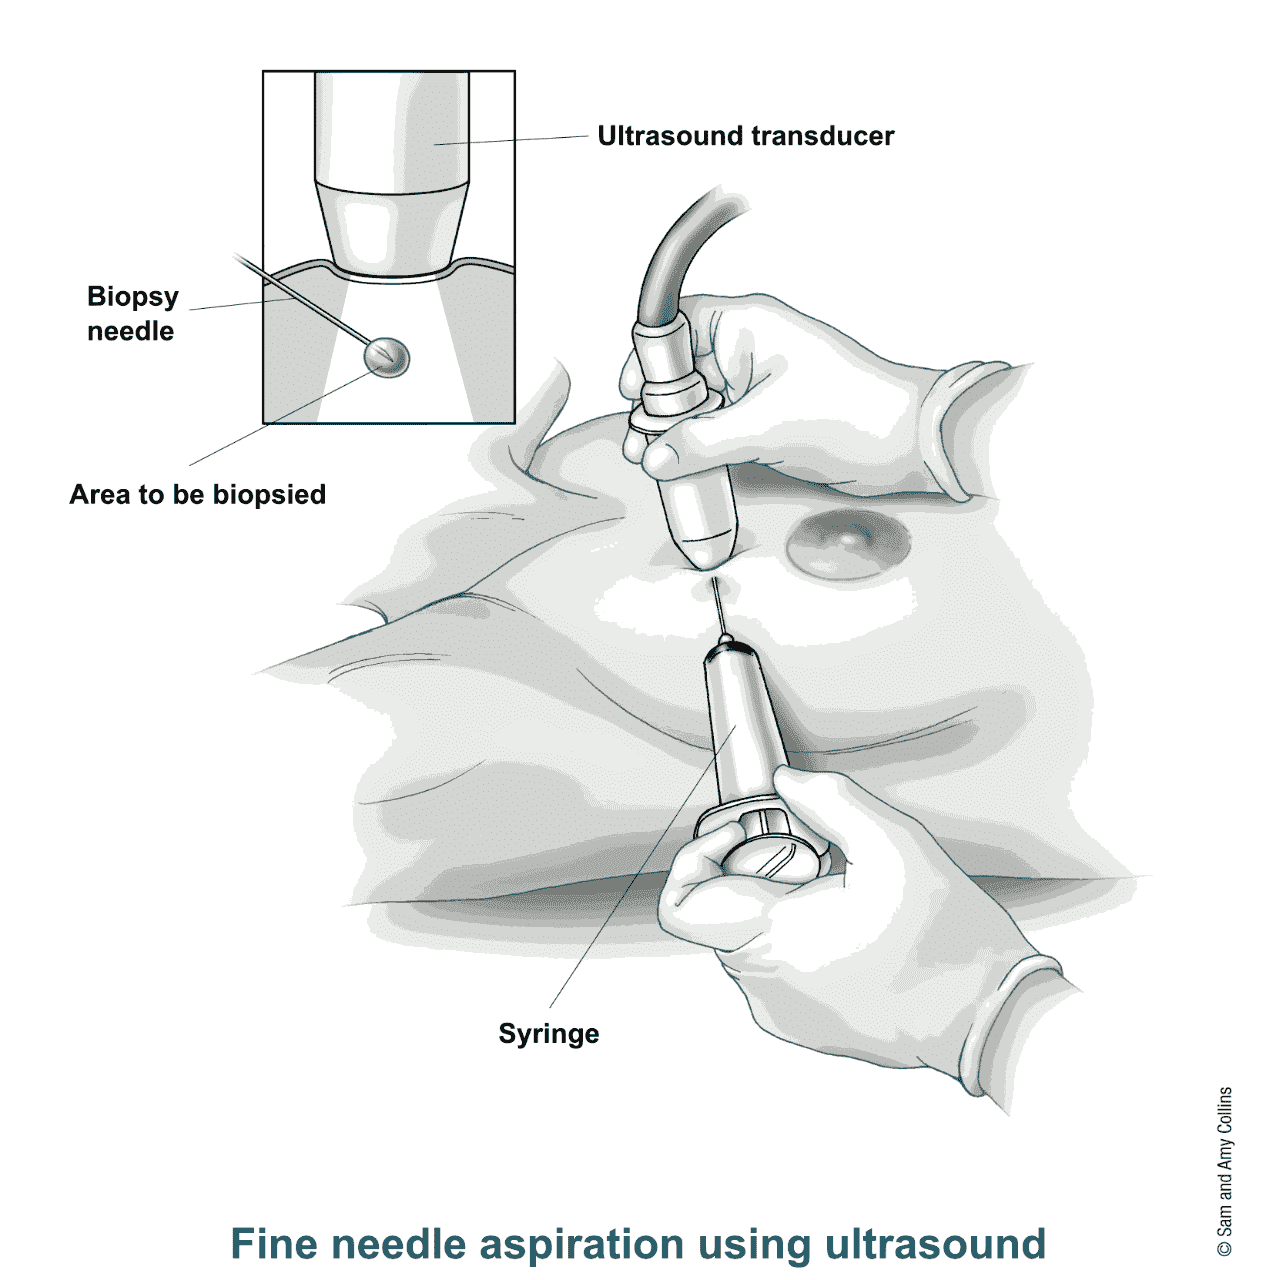 Ultrasound transducer
Biopsy
needle
Area to be biopsied
Syringe
© Sam and Amy Collins
Fine needle aspiration using ultrasound